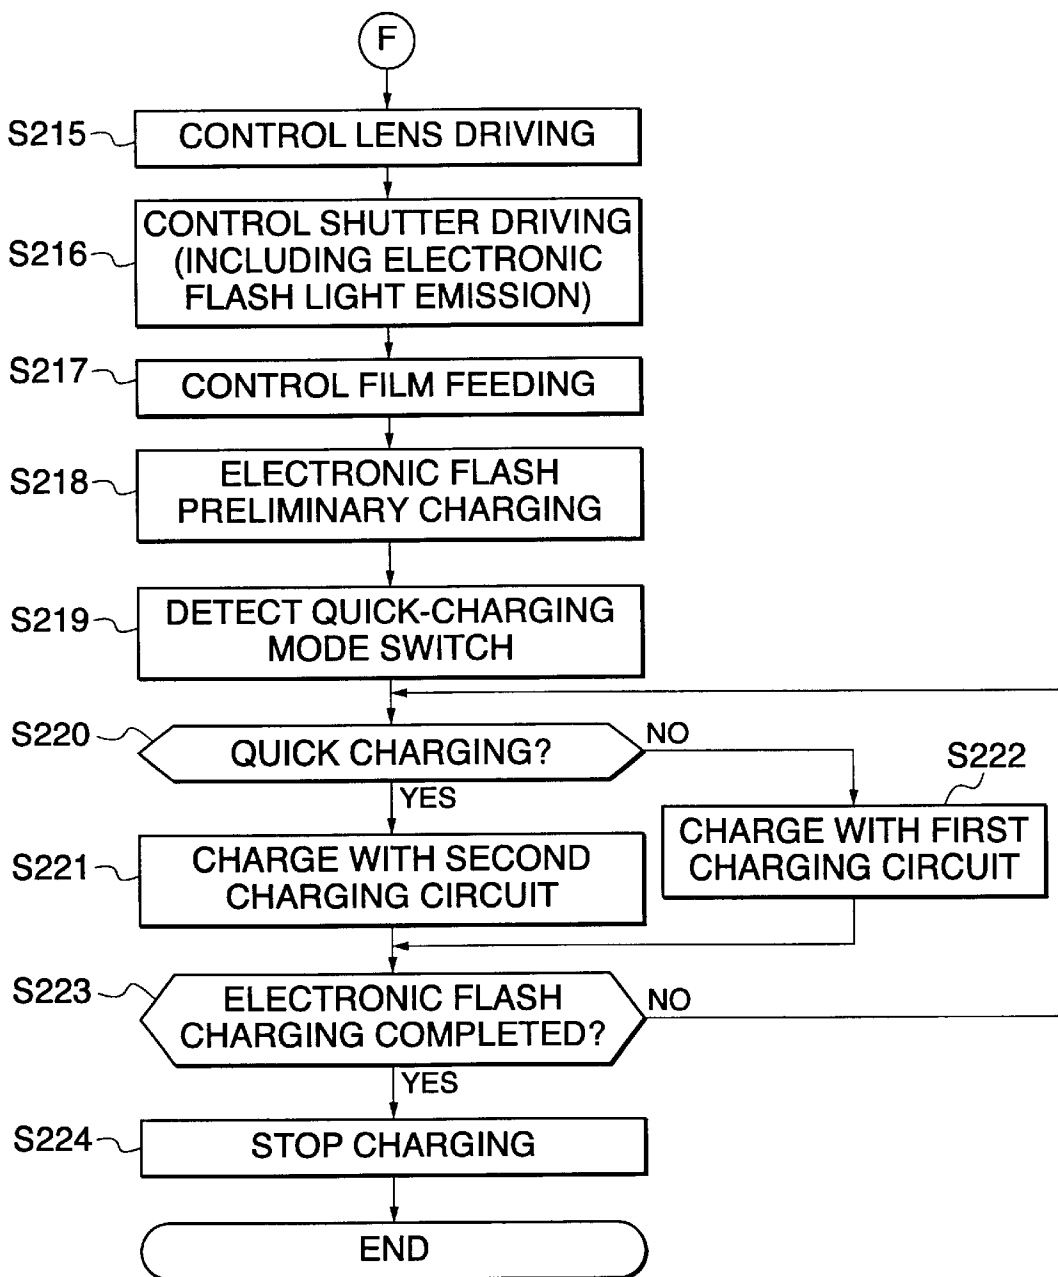 F
S215
CONTROL LENS DRIVING
S216
CONTROL SHUTTER DRIVING
(INCLUDING ELECTRONIC
FLASH LIGHT EMISSION)
S217
CONTROL FILM FEEDING
S218
ELECTRONIC FLASH
PRELIMINARY CHARGING
S219
DETECT QUICK-CHARGING
MODE SWITCH
S220
QUICK CHARGING?
NO
YES
S222
CHARGE WITH FIRST
CHARGING CIRCUIT
S221
CHARGE WITH SECOND
CHARGING CIRCUIT
S223
ELECTRONIC FLASH
CHARGING COMPLETED?
NO
YES
S224
STOP CHARGING
END